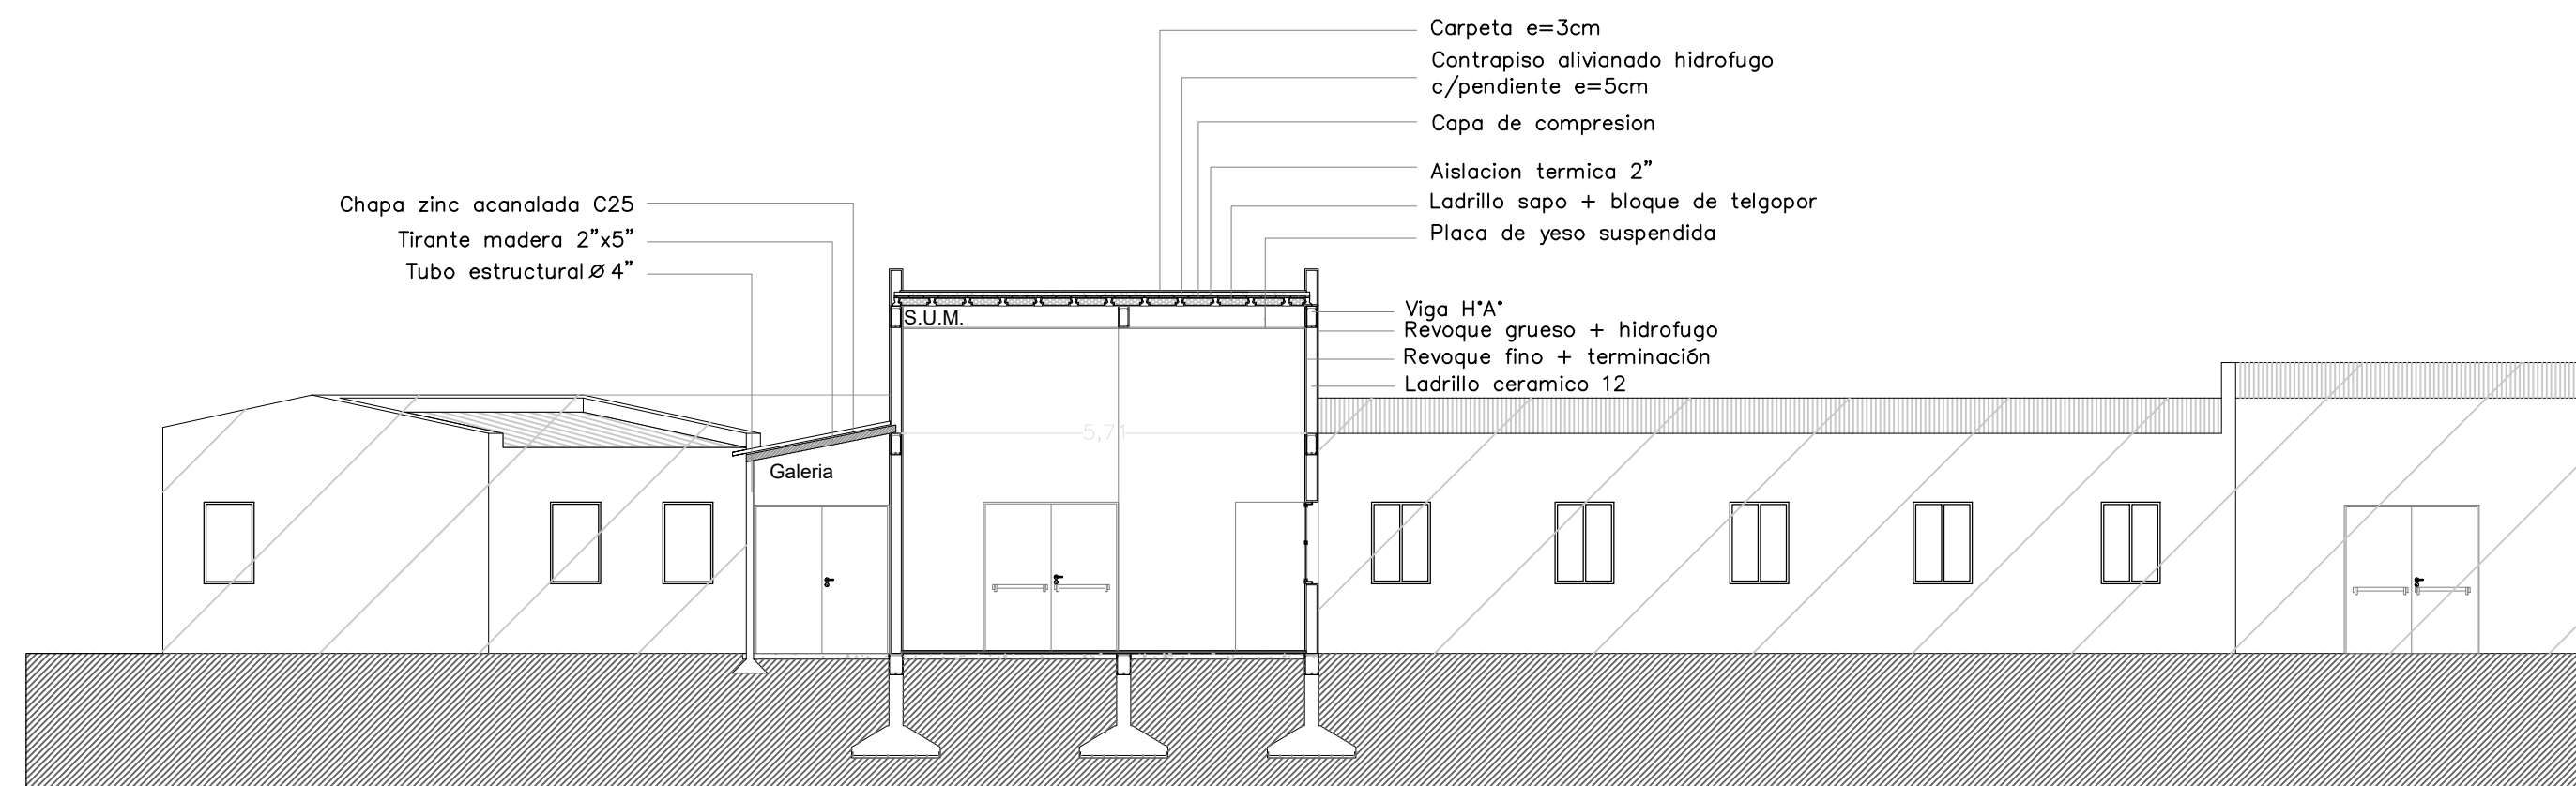 Carpeta e=3cm
Contrapiso alivianado hidrofugo
c/pendiente e=5cm
Capa de compresion
Aislacion termica 2”
Ladrillo sapo + bloque de telgopor
Placa de yeso suspendida
Chapa zinc acanalada C25
Tirante madera 2”x5”
Tubo estructural Ø 4”
S.U.M.
Viga H°A°
Revoque grueso + hidrofugo
Revoque fino + terminación
Ladrillo ceramico 12
5,71
Galeria